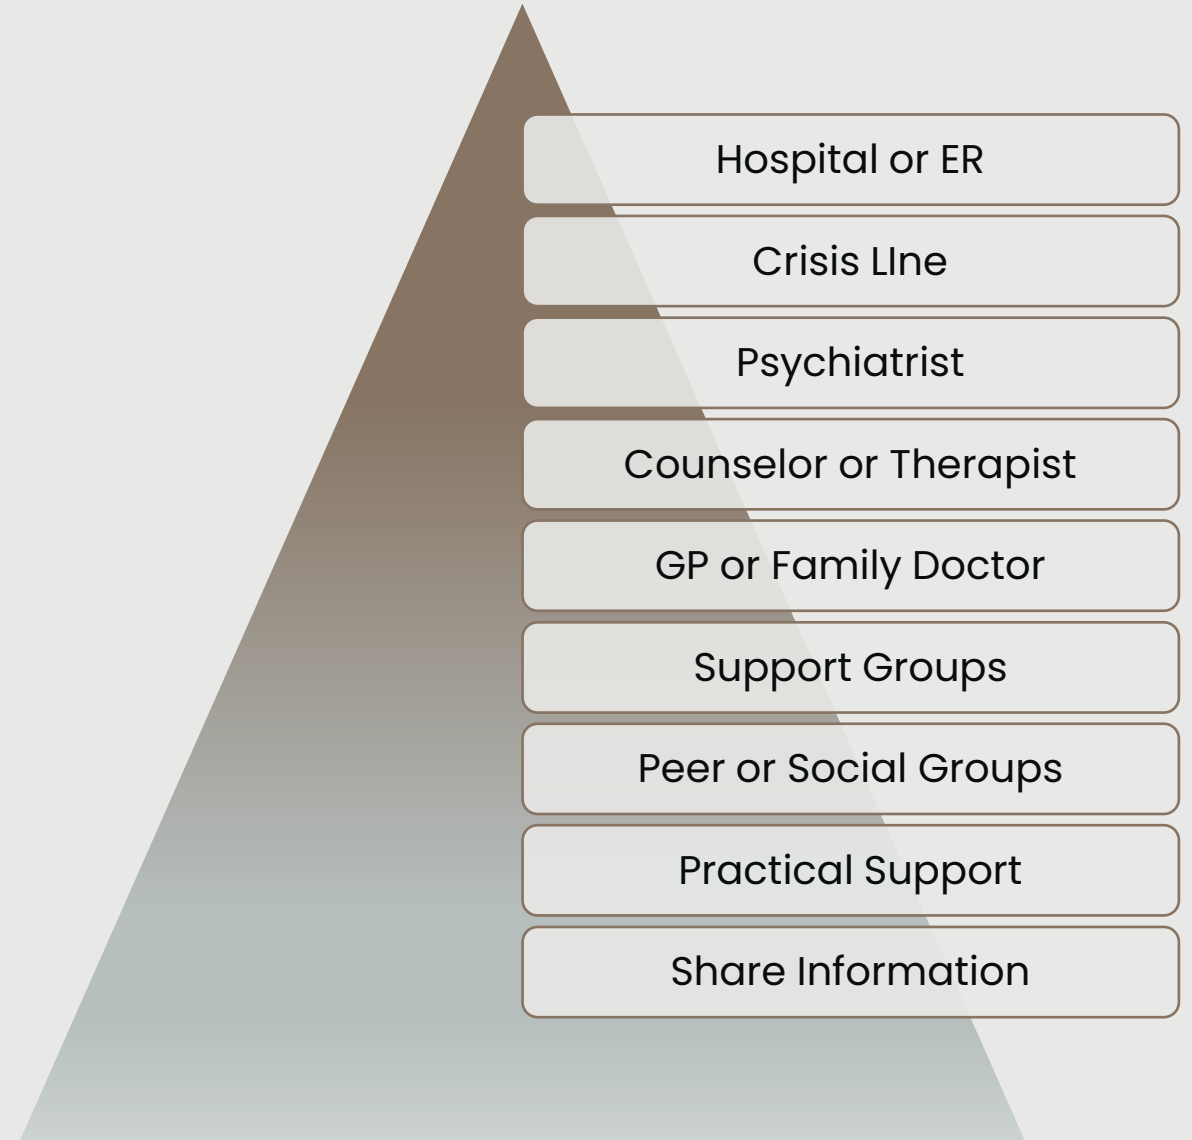 Hospital or ER
Crisis LIne
Psychiatrist
Counselor or Therapist
GP or Family Doctor
Support Groups
Peer or Social Groups
Practical Support
Share Information